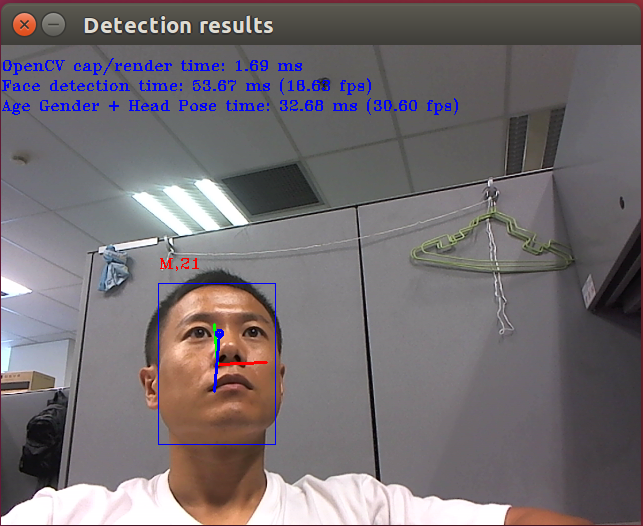 Detection results
OpenCV cap/render time: 1.69 ms
Face detection time: 53.67 ms (18.63 fps)
Age Gender + Head Pose time: 32.68 ms (30.60 fps)
M,21